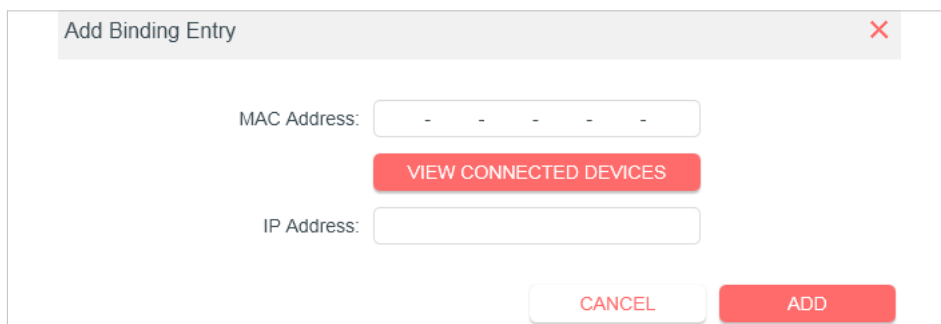 Add Binding Entry ×
MAC Address: - - - - -
VIEW CONNECTED DEVICES
IP Address:
CANCEL ADD